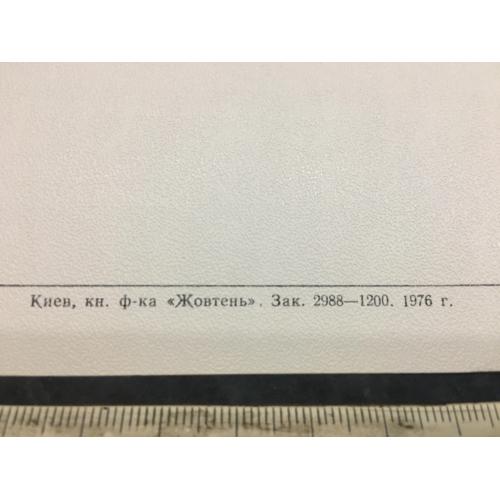 Киев, кн. ф-ка «Жовтень». Зак. 2988—1200. 1976 г.